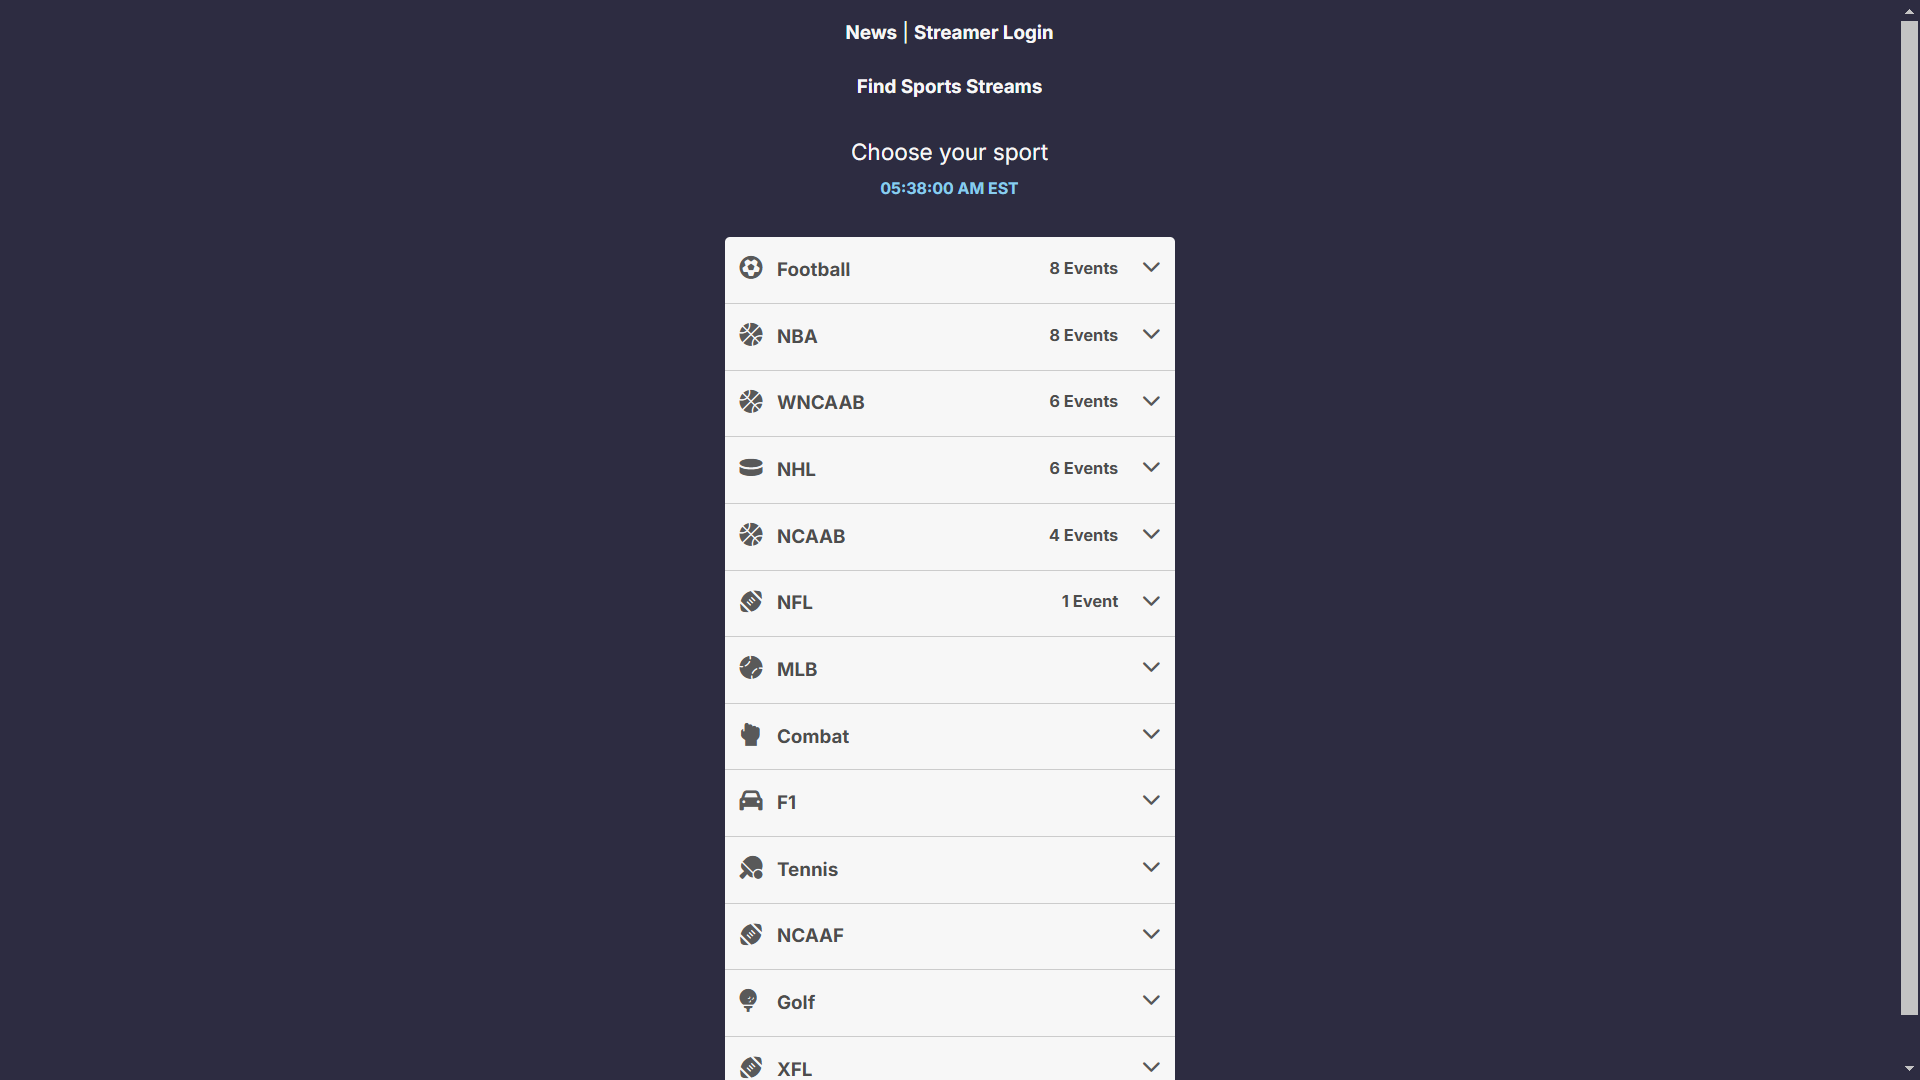 News | Streamer Login
Find Sports Streams
Choose your sport
05:38:00 AM EST
Football 8 Events
NBA 8 Events
WNCAAB 6 Events
NHL 6 Events
NCAAB 4 Events
NFL 1 Event
MLB
Combat
F1
Tennis
NCAAF
Golf
XFL